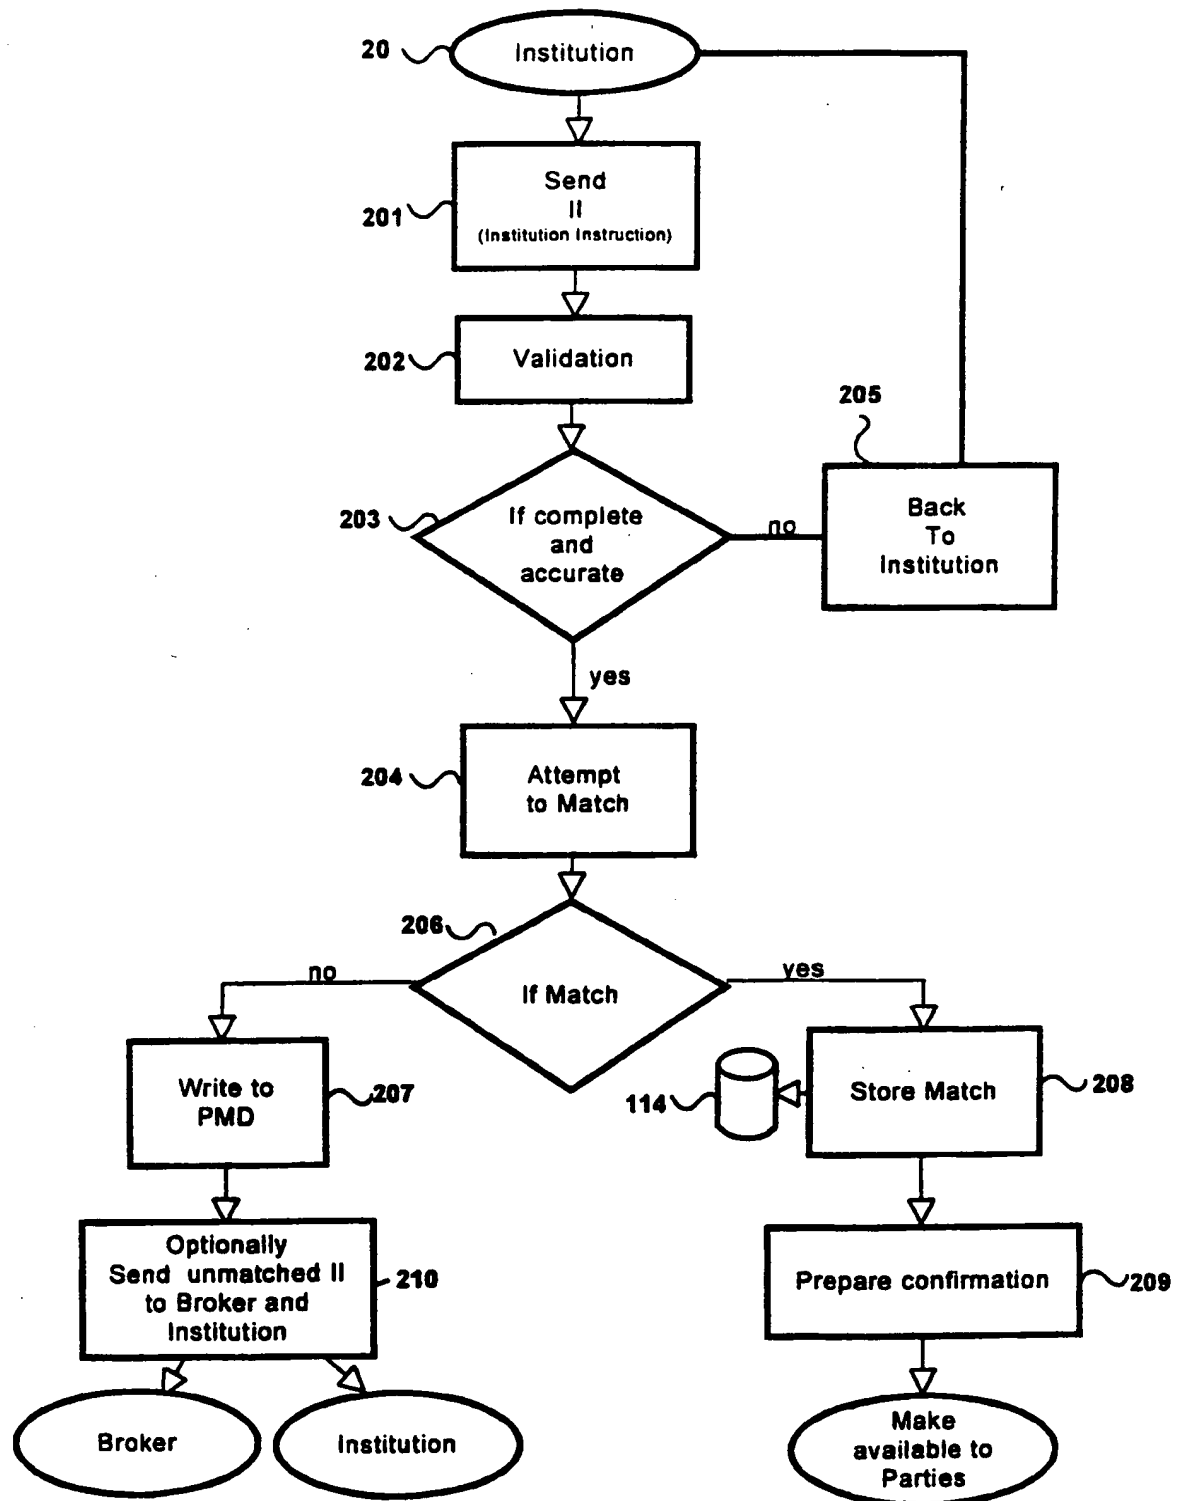 20
Institution
Send
II
(Institution Instruction)
201
Validation
202
205
203
If complete
and
accurate
no
Back
To
Institution
yes
204
Attempt
to Match
206
no
If Match
yes
Write to
PMD
207
114
Store Match
208
Optionally
Send unmatched II
to Broker and
Institution
210
Prepare confirmation
209
Broker
Institution
Make
available to
Parties